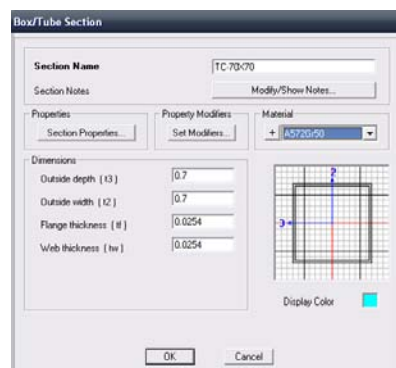 Box/Tube Section
Section Name TC-70X70
Section Notes Modify/Show Notes...
Properties Property Modifiers Material
Section Properties... Set Modifiers... + A572Gr50
Dimensions
Outside depth ( t3 ) 0.7
Outside width ( t2 ) 0.7
Flange thickness ( tf ) 0.0254
Web thickness ( tw ) 0.0254
2
3
Display Color
OK Cancel